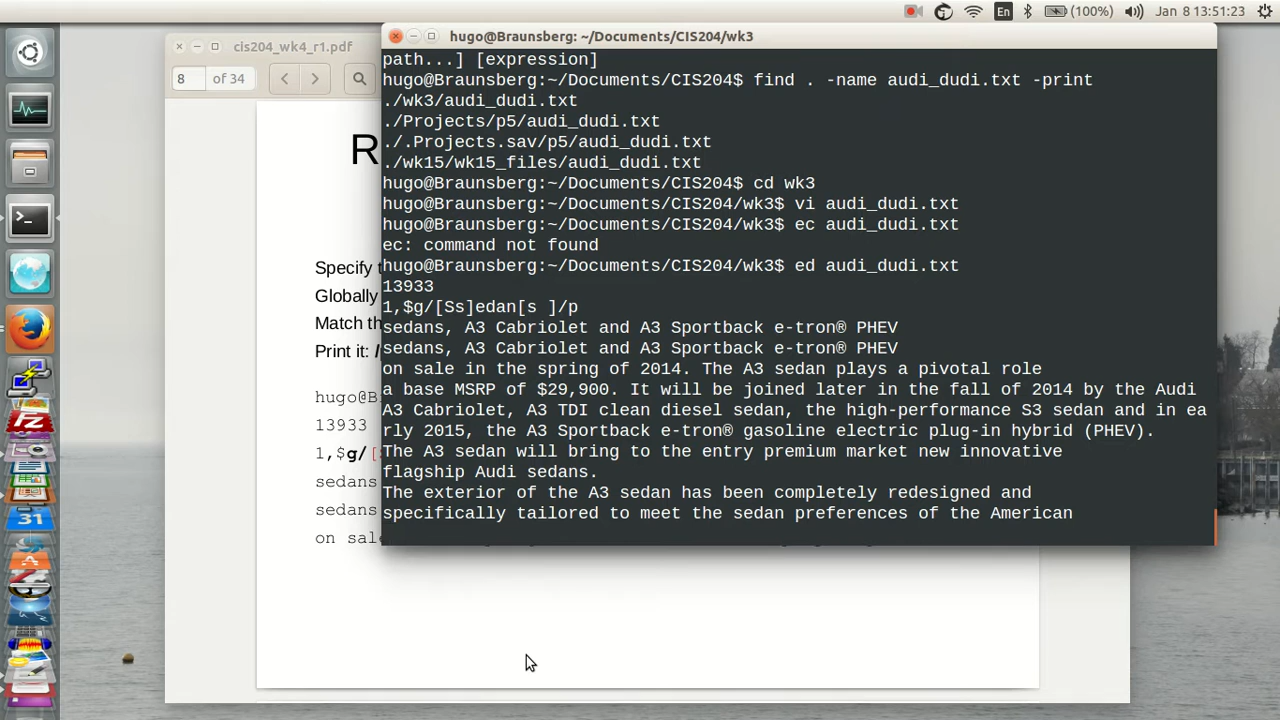 En
(100%)
Jan 8 13:51:23
cis204_wk4_r1.pdf
8 of 34
R
Specify
Globally
Match th
Print it:
hugo@B
13933
1,$g/[
sedans
sedans
on sale
31
hugo@Braunsberg: ~/Documents/CIS204/wk3
path...] [expression]
hugo@Braunsberg:~/Documents/CIS204$ find . -name audi_dudi.txt -print
./wk3/audi_dudi.txt
./Projects/p5/audi_dudi.txt
./.Projects.sav/p5/audi_dudi.txt
./wk15/wk15_files/audi_dudi.txt
hugo@Braunsberg:~/Documents/CIS204$ cd wk3
hugo@Braunsberg:~/Documents/CIS204/wk3$ vi audi_dudi.txt
hugo@Braunsberg:~/Documents/CIS204/wk3$ ec audi_dudi.txt
ec: command not found
hugo@Braunsberg:~/Documents/CIS204/wk3$ ed audi_dudi.txt
13933
1,$g/[Ss]edan[s ]/p
sedans, A3 Cabriolet and A3 Sportback e-tron® PHEV
sedans, A3 Cabriolet and A3 Sportback e-tron® PHEV
on sale in the spring of 2014. The A3 sedan plays a pivotal role
a base MSRP of $29,900. It will be joined later in the fall of 2014 by the Audi
A3 Cabriolet, A3 TDI clean diesel sedan, the high-performance S3 sedan and in ea
rly 2015, the A3 Sportback e-tron® gasoline electric plug-in hybrid (PHEV).
The A3 sedan will bring to the entry premium market new innovative
flagship Audi sedans.
The exterior of the A3 sedan has been completely redesigned and
specifically tailored to meet the sedan preferences of the American